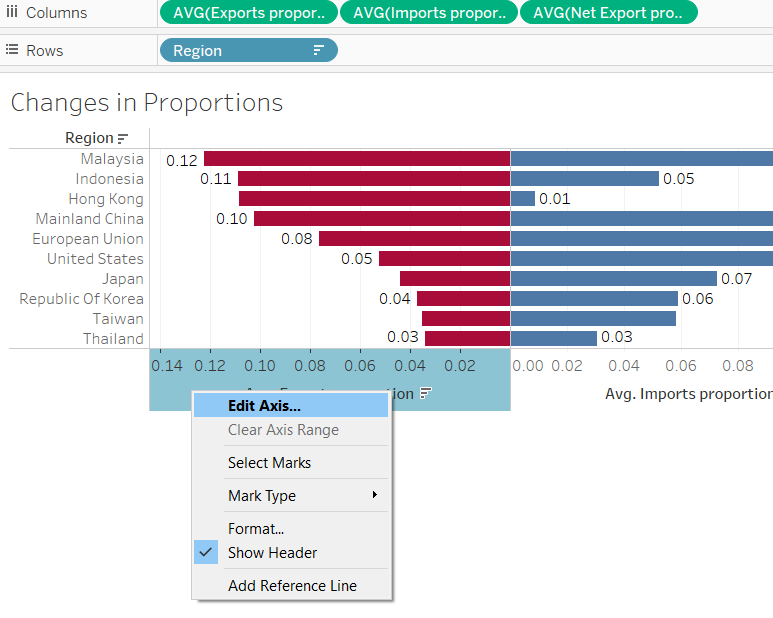 Columns AVG(Exports propor.. AVG(Imports propor.. AVG(Net Export pro..
Rows Region
Changes in Proportions
Region
Malaysia 0.12
Indonesia 0.11 0.05
Hong Kong 0.01
Mainland China 0.10
European Union 0.08
United States 0.05
Japan 0.07
Republic Of Korea 0.04 0.06
Taiwan
Thailand 0.03 0.03
0.14 0.12 0.10 0.08 0.06 0.04 0.02 0.00 0.02 0.04 0.06 0.08
Avg. Imports proportion
Edit Axis...
Clear Axis Range
Select Marks
Mark Type
Format...
Show Header
Add Reference Line